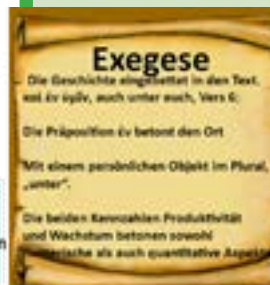 Exegese
Die Geschichte eingebettet in den Text.
καὶ ἐν ὑμῖν, auch unter euch, Vers 6:
Die Präposition ἐν betont den Ort
Mit einem persönlichen Objekt im Plural,
„unter".
Die beiden Kennzahlen Produktivität
und Wachstum betonen sowohl
als auch quantitative Aspekte
n